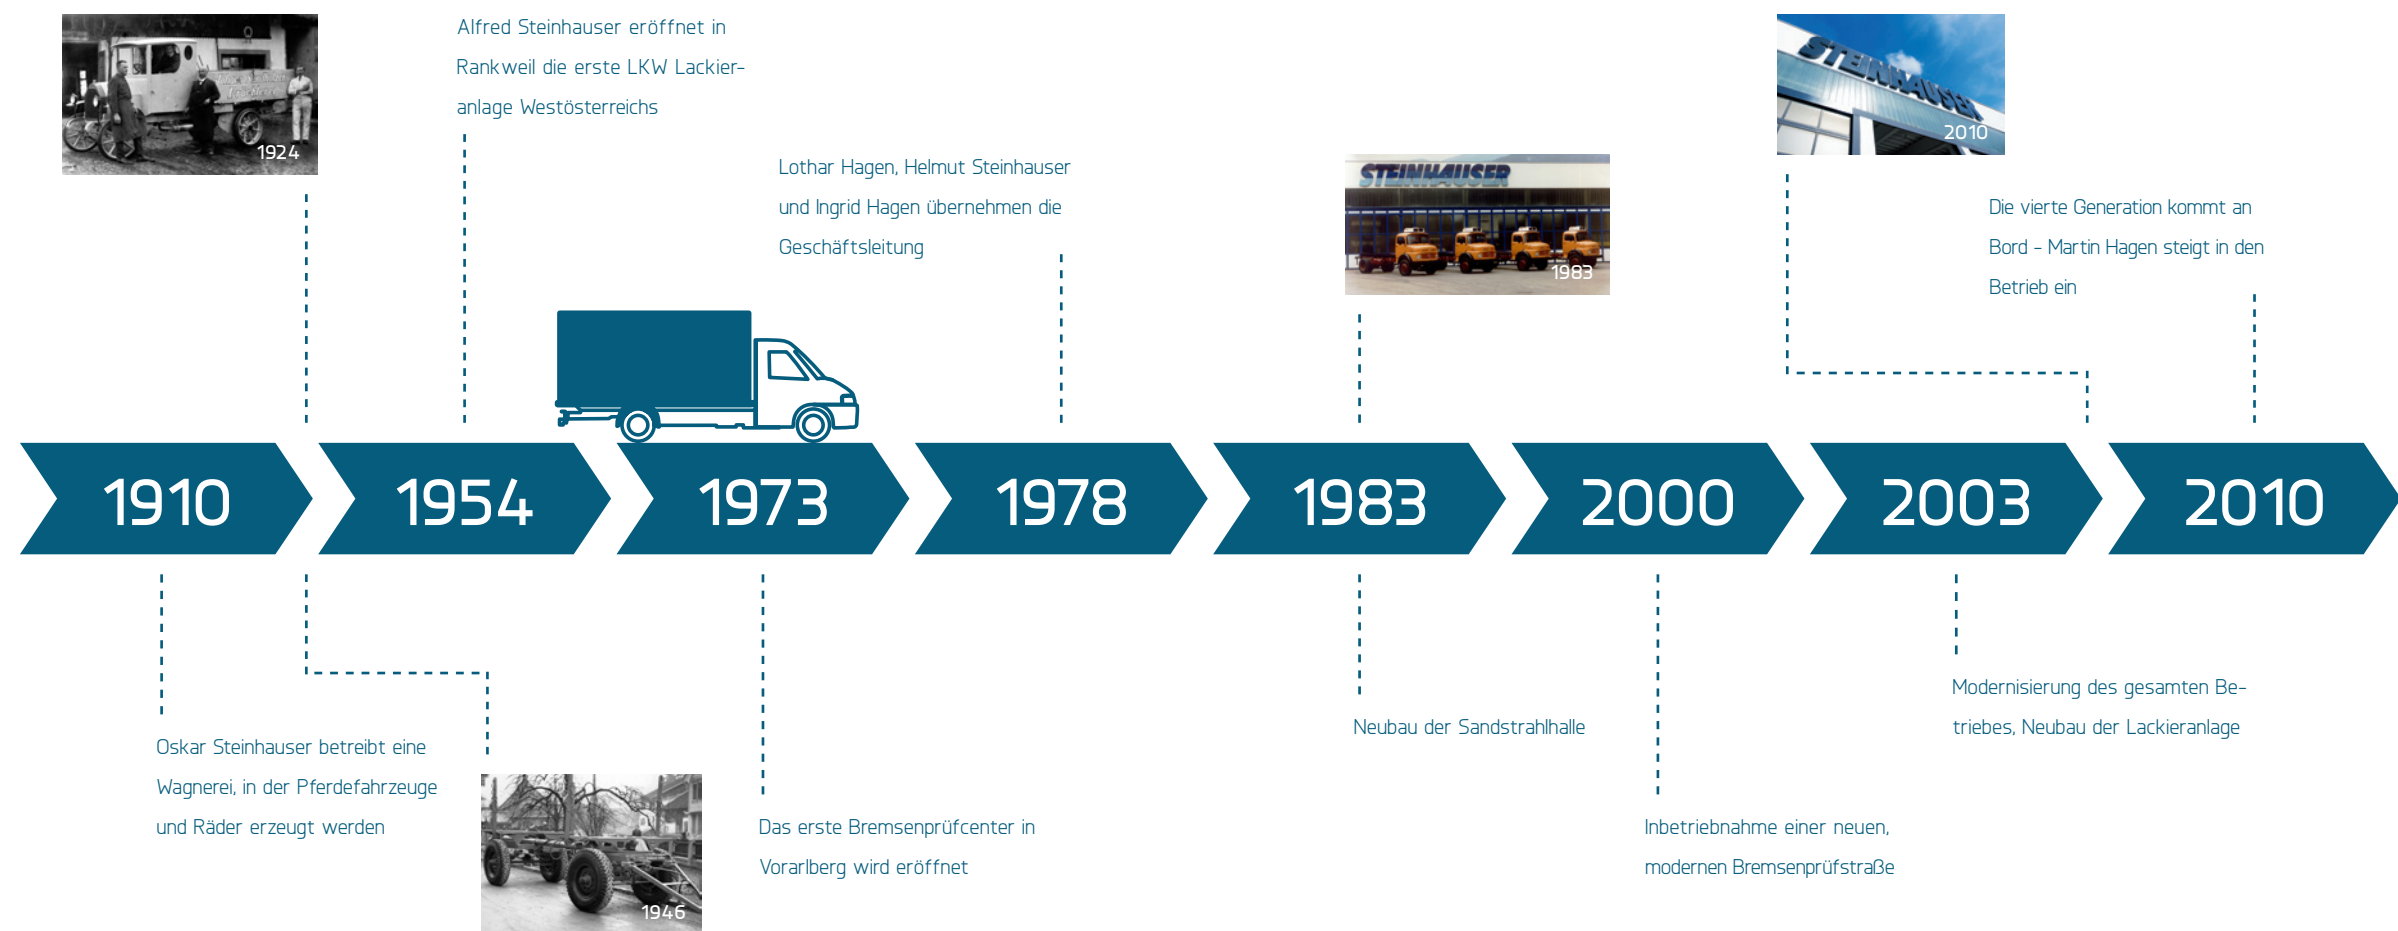 1924
Alfred Steinhauser eröffnet in
Rankweil die erste LKW Lackier-
anlage Westösterreichs
Lothar Hagen, Helmut Steinhauser
und Ingrid Hagen übernehmen die
Geschäftsleitung
STEINHAUSER
1983
STEINHAUSER
2010
Die vierte Generation kommt an
Bord - Martin Hagen steigt in den
Betrieb ein
1910
1954
1973
1978
1983
2000
2003
2010
Oskar Steinhauser betreibt eine
Wagnerei, in der Pferdefahrzeuge
und Räder erzeugt werden
1946
Das erste Bremsenprüfcenter in
Vorarlberg wird eröffnet
Neubau der Sandstrahlhalle
Inbetriebnahme einer neuen,
modernen Bremsenprüfstraße
Modernisierung des gesamten Be-
triebes, Neubau der Lackieranlage